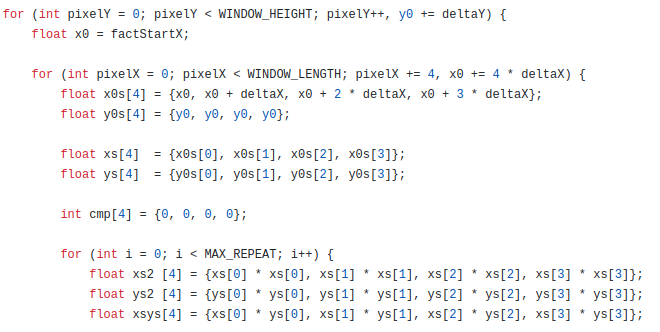 for (int pixelY = 0; pixelY < WINDOW_HEIGHT; pixelY++, y0 += deltaY) {
    float x0 = factStartX;

    for (int pixelX = 0; pixelX < WINDOW_LENGTH; pixelX += 4, x0 += 4 * deltaX) {
        float x0s[4] = {x0, x0 + deltaX, x0 + 2 * deltaX, x0 + 3 * deltaX};
        float y0s[4] = {y0, y0, y0, y0};

        float xs[4]  = {x0s[0], x0s[1], x0s[2], x0s[3]};
        float ys[4]  = {y0s[0], y0s[1], y0s[2], y0s[3]};

        int cmp[4] = {0, 0, 0, 0};

        for (int i = 0; i < MAX_REPEAT; i++) {
            float xs2 [4] = {xs[0] * xs[0], xs[1] * xs[1], xs[2] * xs[2], xs[3] * xs[3]};
            float ys2 [4] = {ys[0] * ys[0], ys[1] * ys[1], ys[2] * ys[2], ys[3] * ys[3]};
            float xsys[4] = {xs[0] * ys[0], xs[1] * ys[1], xs[2] * ys[2], xs[3] * ys[3]};